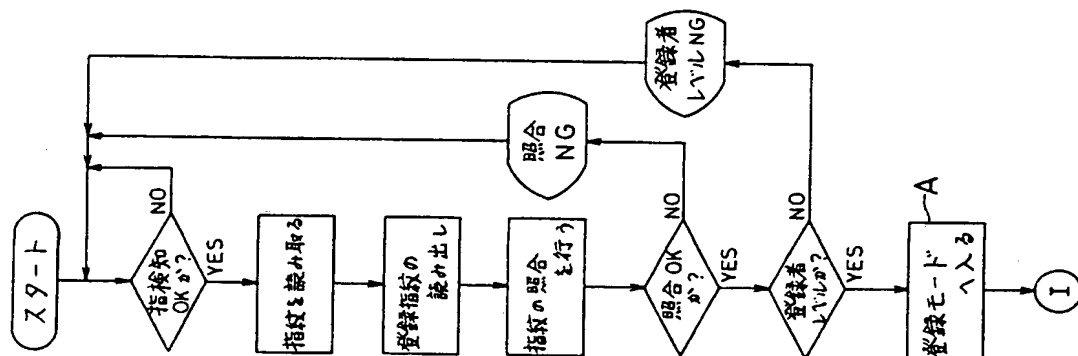 スタート
指検知
OKか?
NO
YES
指紋を読み取る
登録指紋の
読み出し
指紋の照合
を行う
照合OK
か?
NO
YES
照合
NG
登録者
レベルか?
NO
YES
登録者
レベルNG
登録モード
へ入る
A
I